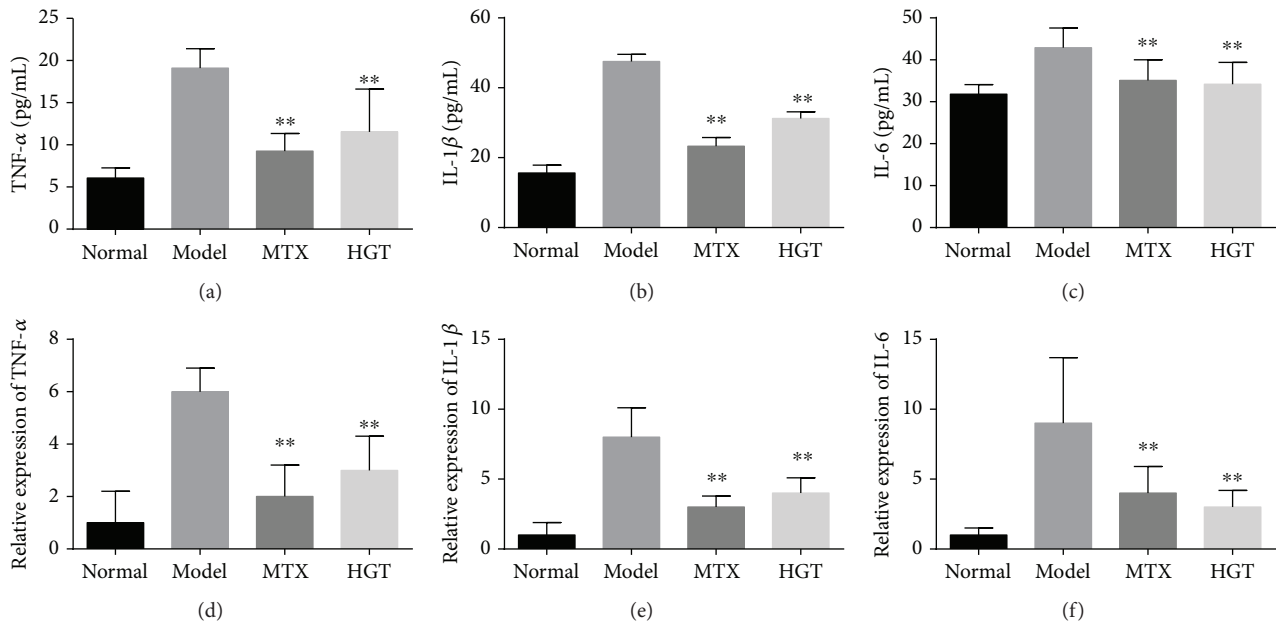 TNF-α (pg/mL)
25
20
15
10
5
0
**
**
Normal Model MTX HGT
(a)
IL-1β (pg/mL)
60
40
20
0
**
**
Normal Model MTX HGT
(b)
IL-6 (pg/mL)
50
40
30
0
** **
Normal Model MTX HGT
(c)
Relative expression of TNF-α
8
6
4
2
0
**
**
Normal Model MTX HGT
(d)
Relative expression of IL-1β
15
10
5
0
**
**
Normal Model MTX HGT
(e)
Relative expression of IL-6
15
10
5
0
**
**
Normal Model MTX HGT
(f)